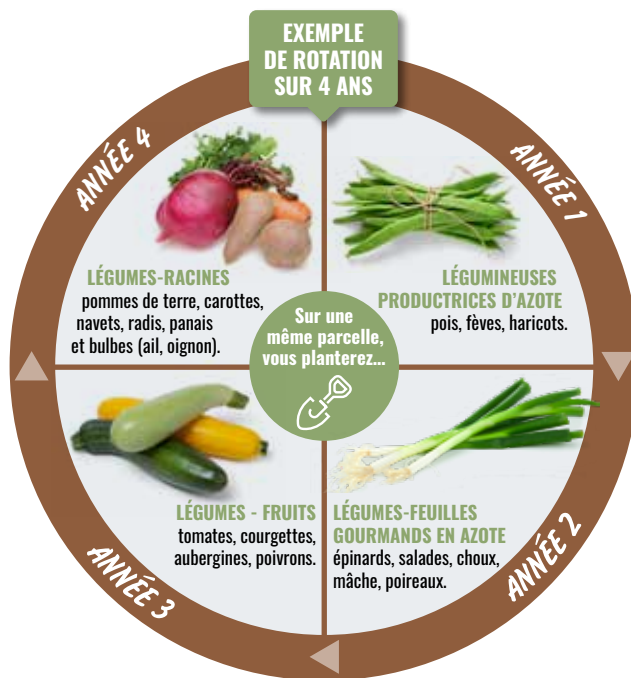 EXEMPLE
DE ROTATION
SUR 4 ANS
ANNÉE 1
LÉGUMINEUSES
PRODUCTRICES D'AZOTE
pois, fèves, haricots.
ANNÉE 2
LÉGUMES-FEUILLES
GOURMANDS EN AZOTE
épinards, salades, choux,
mâche, poireaux.
ANNÉE 3
LÉGUMES - FRUITS
tomates, courgettes,
aubergines, poivrons.
ANNÉE 4
LÉGUMES-RACINES
pommes de terre, carottes,
navets, radis, panais
et bulbes (ail, oignon).
Sur une
même parcelle,
vous planterez...